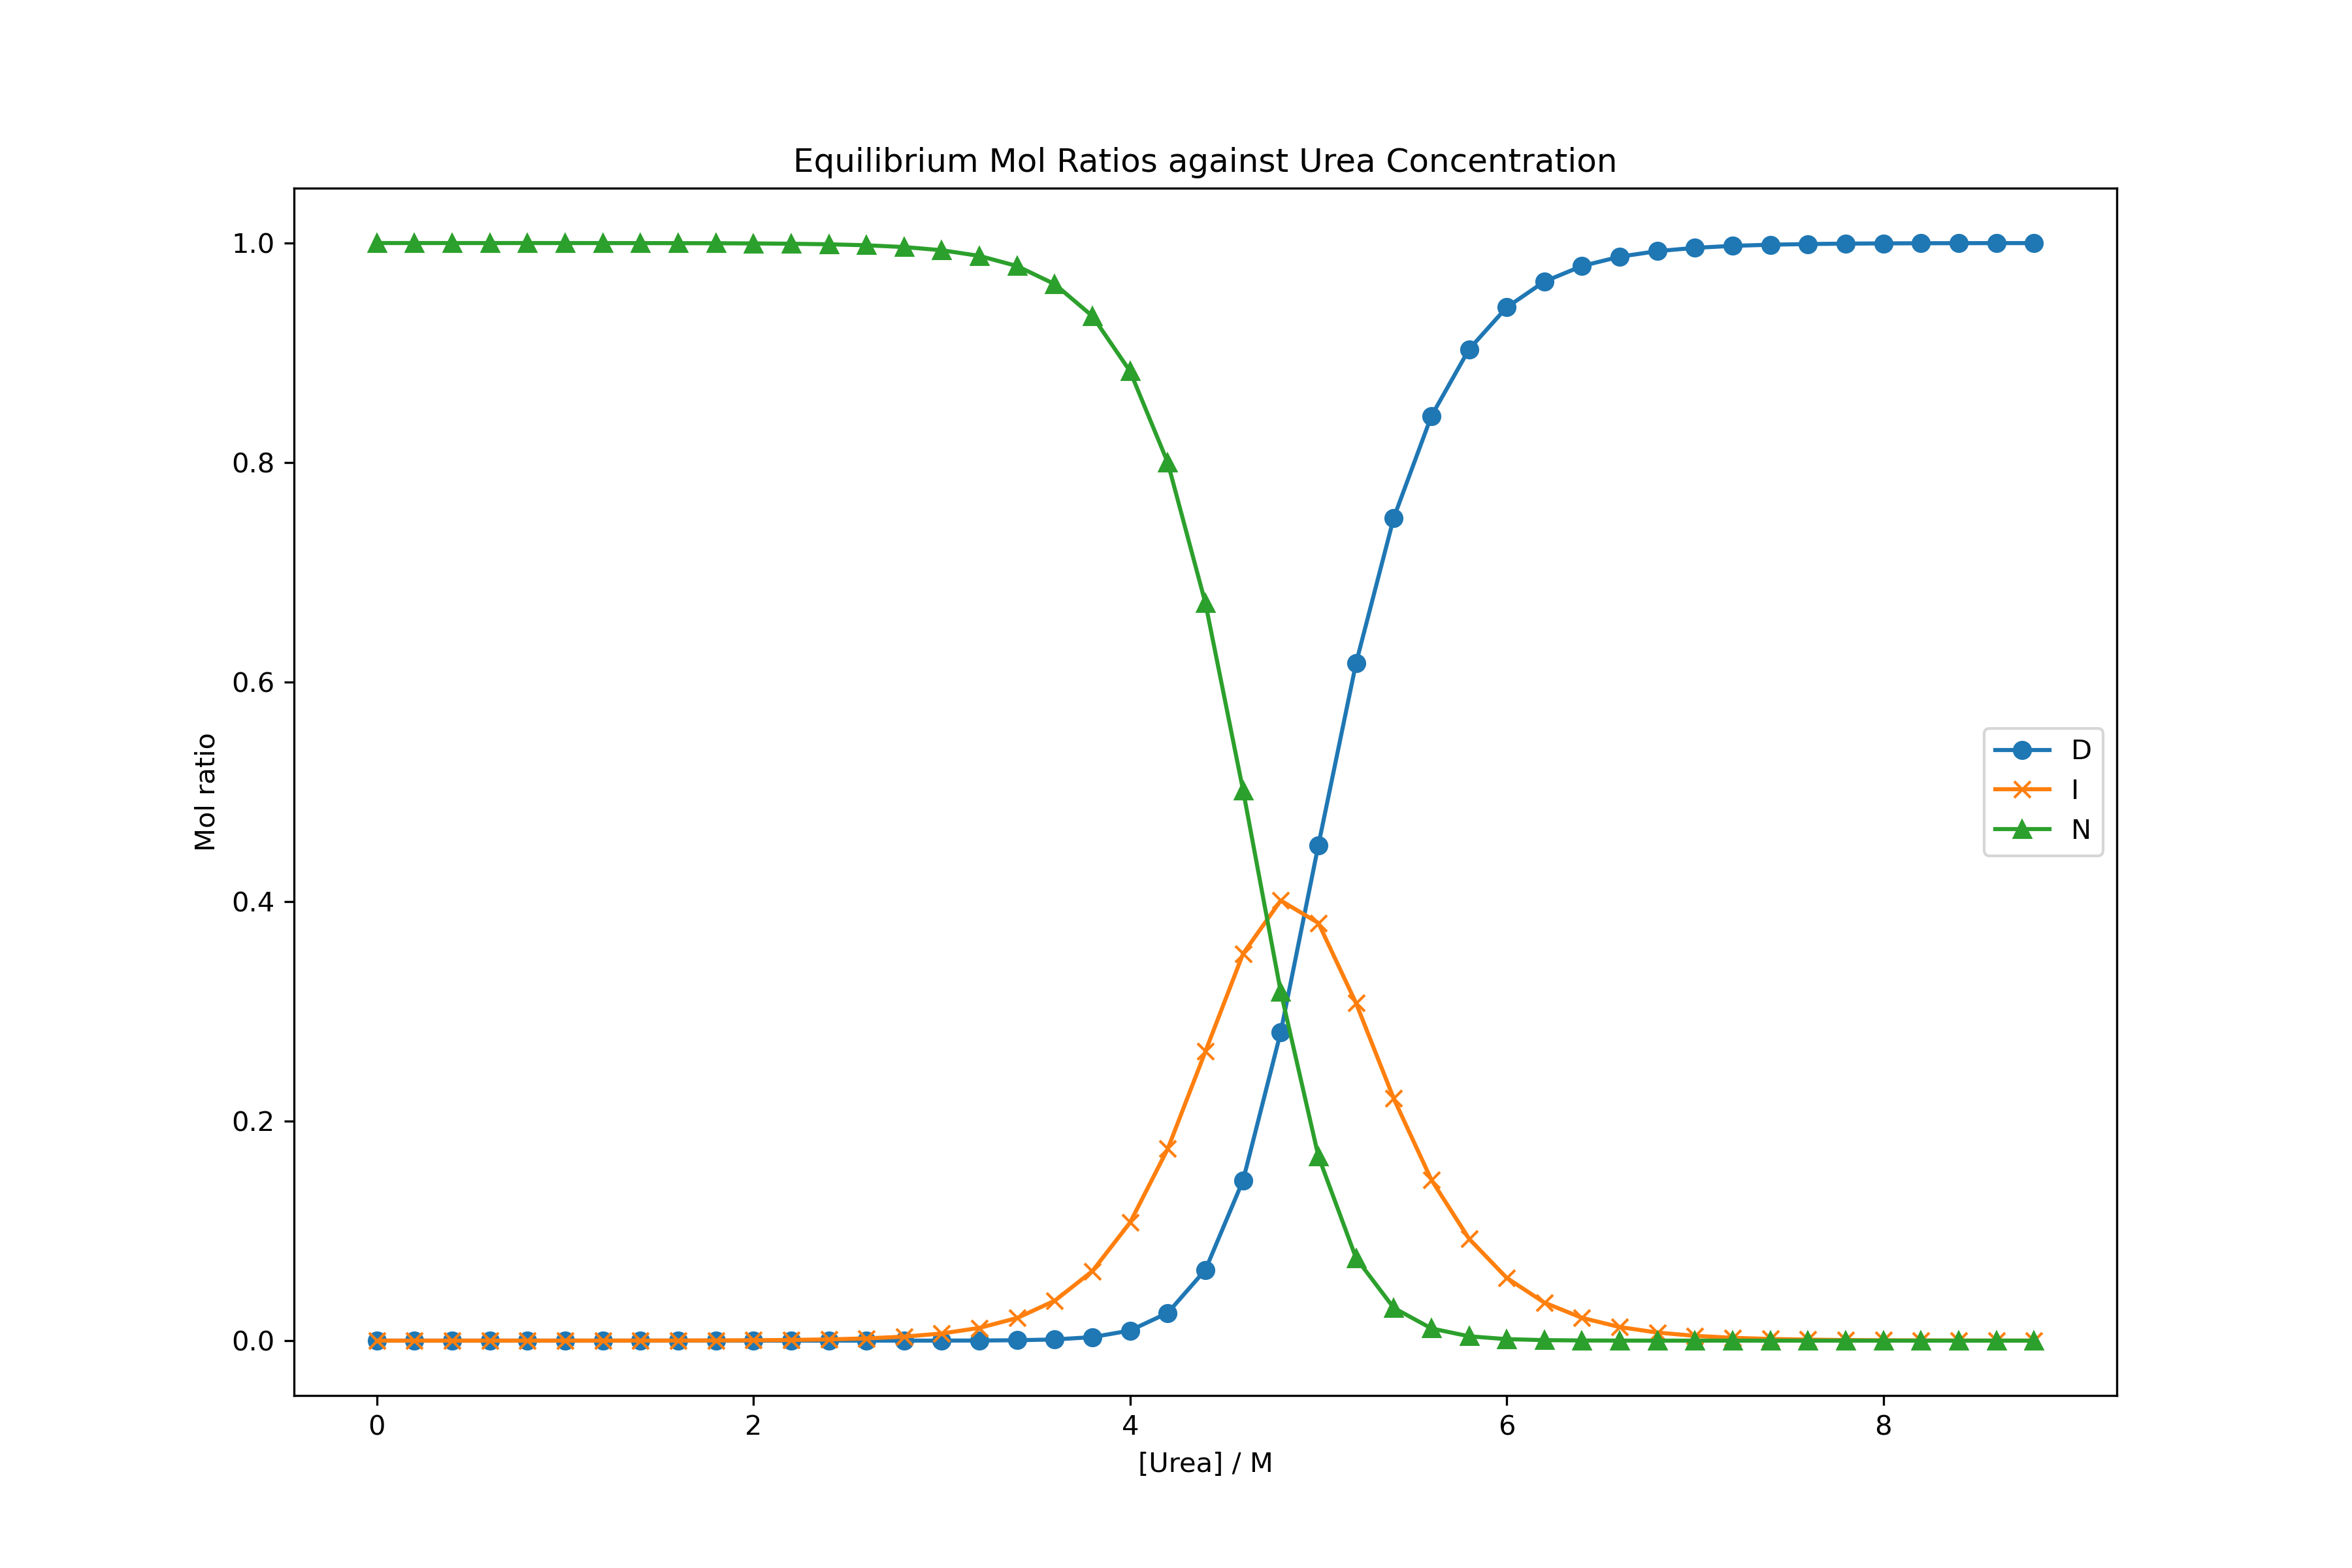 Equilibrium Mol Ratios against Urea Concentration
1.0
0.8
0.6
0.4
0.2
0.0
Mol ratio
D
I
N
0 2 4 6 8
[Urea] / M